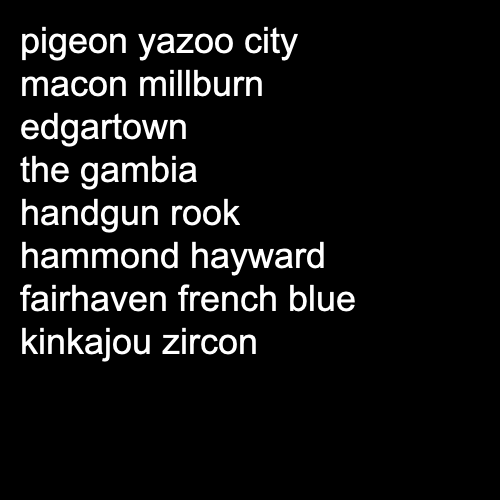 pigeon yazoo city
macon millburn
edgartown
the gambia
handgun rook
hammond hayward
fairhaven french blue
kinkajou zircon